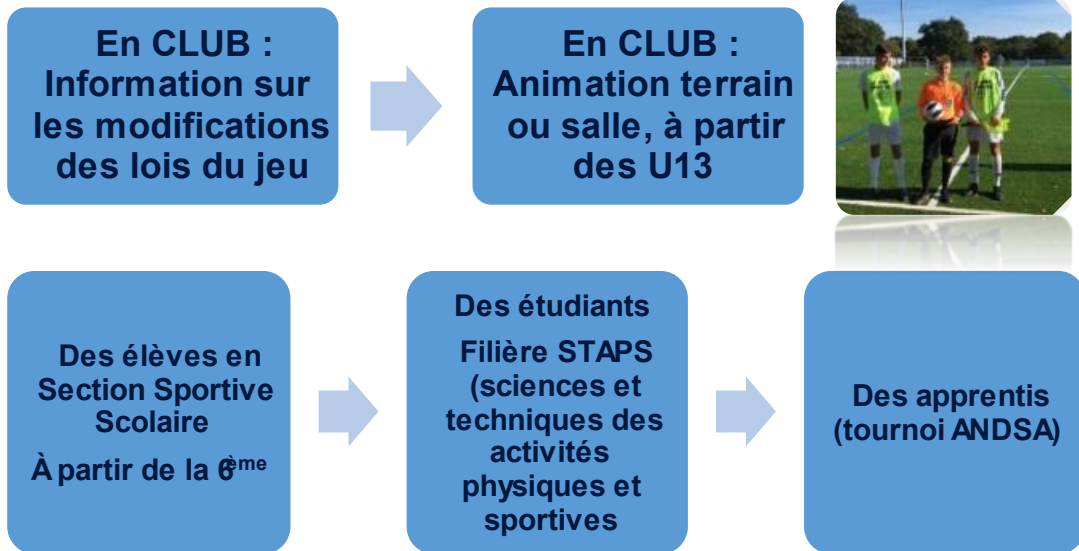 En CLUB :
Information sur
les modifications
des lois du jeu
En CLUB :
Animation terrain
ou salle, à partir
des U13
Des élèves en
Section Sportive
Scolaire
À partir de la 6ème
Des étudiants
Filière STAPS
(sciences et
techniques des
activités
physiques et
sportives
Des apprentis
(tournoi ANDSA)